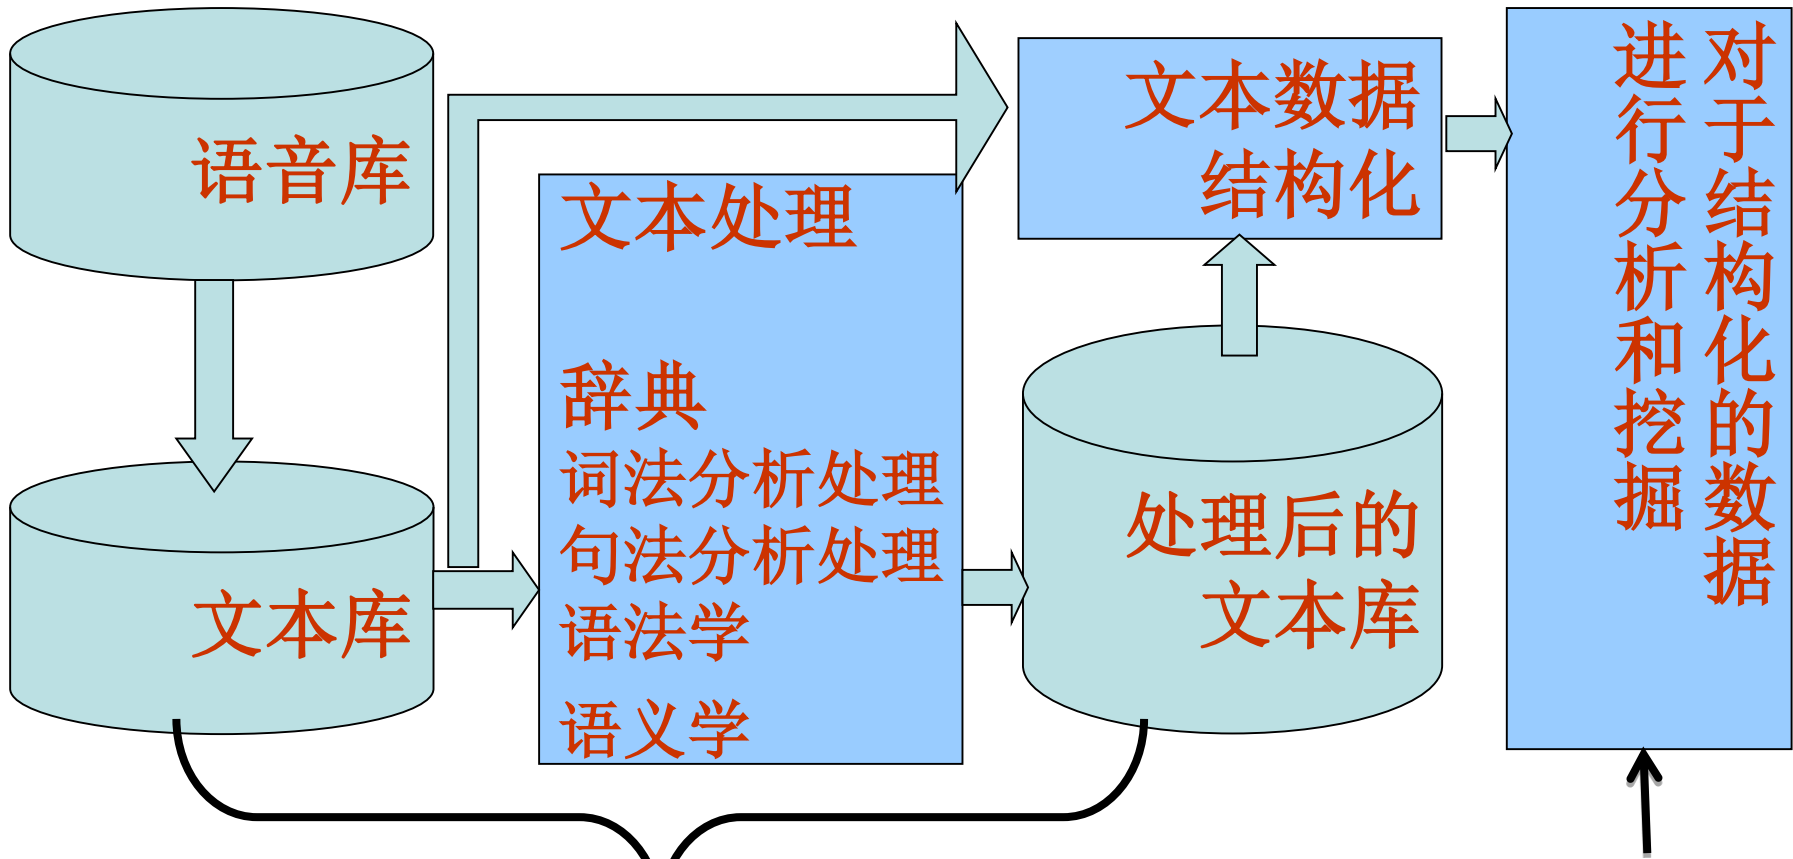 语音库
文本库
文本处理
辞典
词法分析处理
句法分析处理
语法学
语义学
文本数据
结构化
处理后的
文本库
对于结构化的数据
进行分析和挖掘